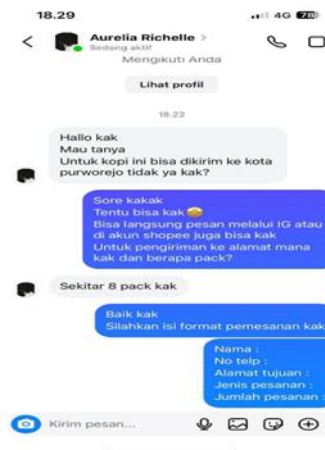 18.29
4G 78
Aurelia Richelle >
Sedang aktif
Mengikuti Anda
Lihat profil
18.22
Hallo kak
Mau tanya
Untuk kopi ini bisa dikirim ke kota
purworejo tidak ya kak?
Sore kakak
Tentu bisa kak😊
Bisa langsung pesan melalui IG atau
di akun shopee juga bisa kak
Untuk pengiriman ke alamat mana
kak dan berapa pack?
Sekitar 8 pack kak
Baik kak
Silahkan isi format pemesanan kak
Nama :
No telp :
Alamat tujuan :
Jenis pesanan :
Jumlah pesanan :
Kirim pesan...